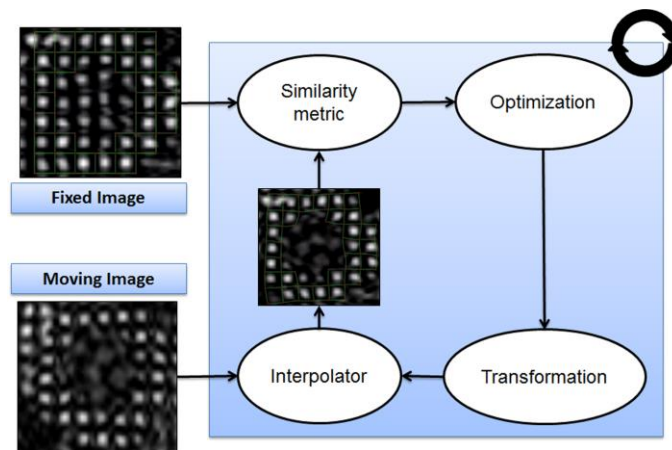 Similarity
metric
Optimization
Fixed Image
Moving Image
Interpolator
Transformation